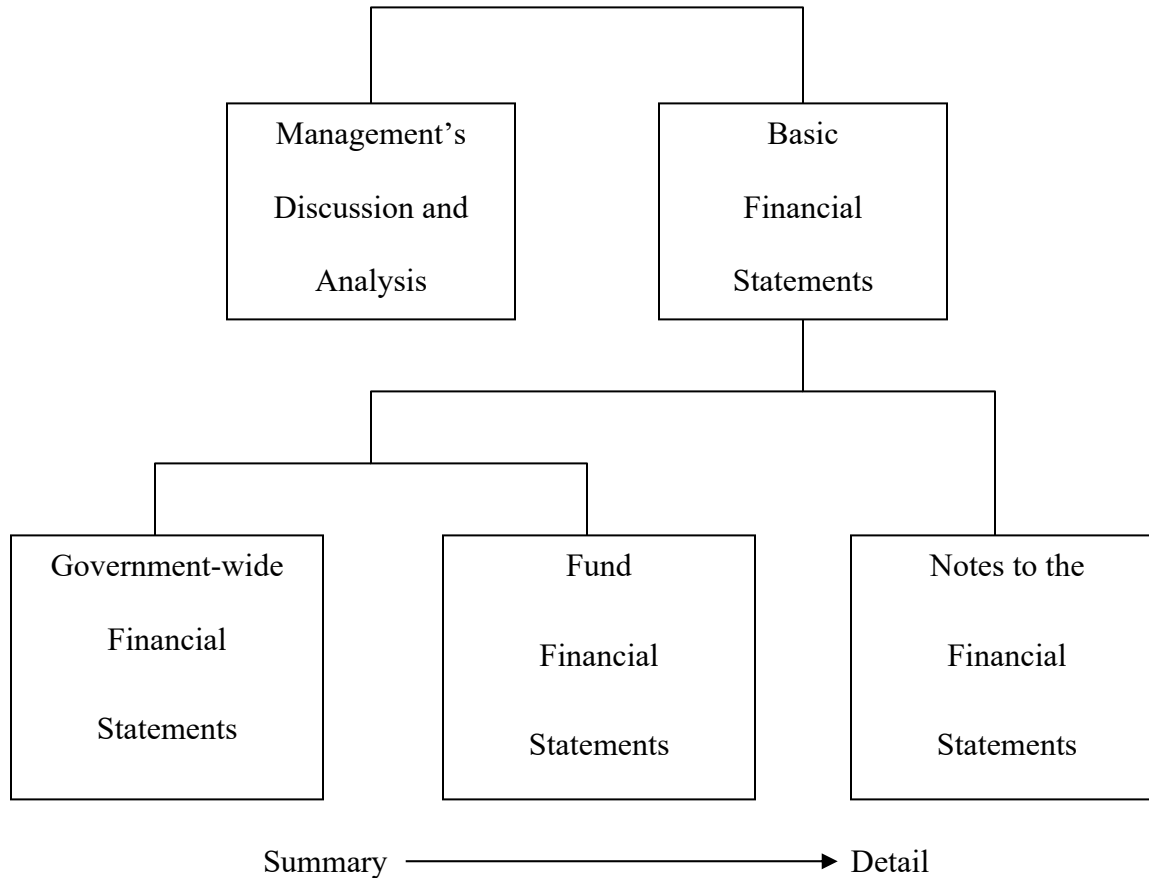 Management’s
Discussion and
Analysis
Basic
Financial
Statements
Government-wide
Financial
Statements
Fund
Financial
Statements
Notes to the
Financial
Statements
Summary
Detail